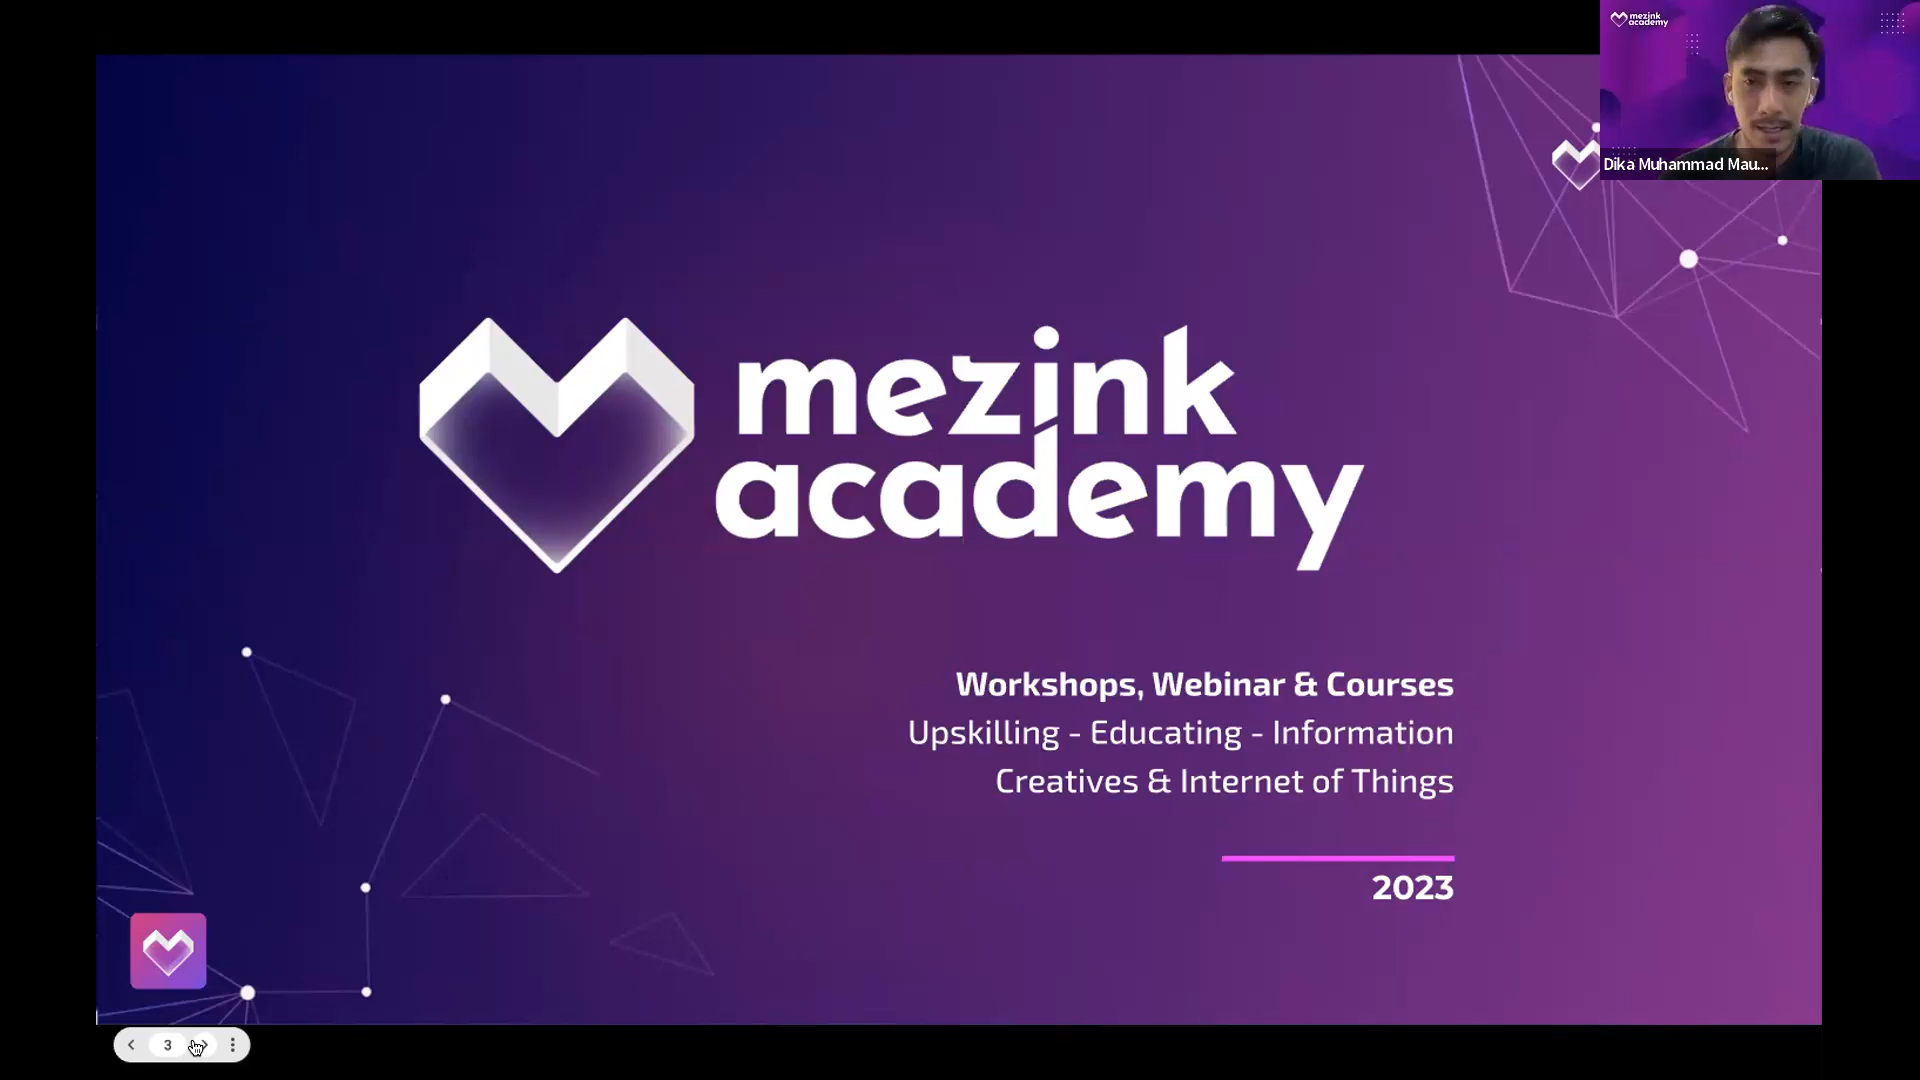 mezink
academy
Dika Muhammad Mau...
mezink
academy
Workshops, Webinar & Courses
Upskilling - Educating - Information
Creatives & Internet of Things
2023
3